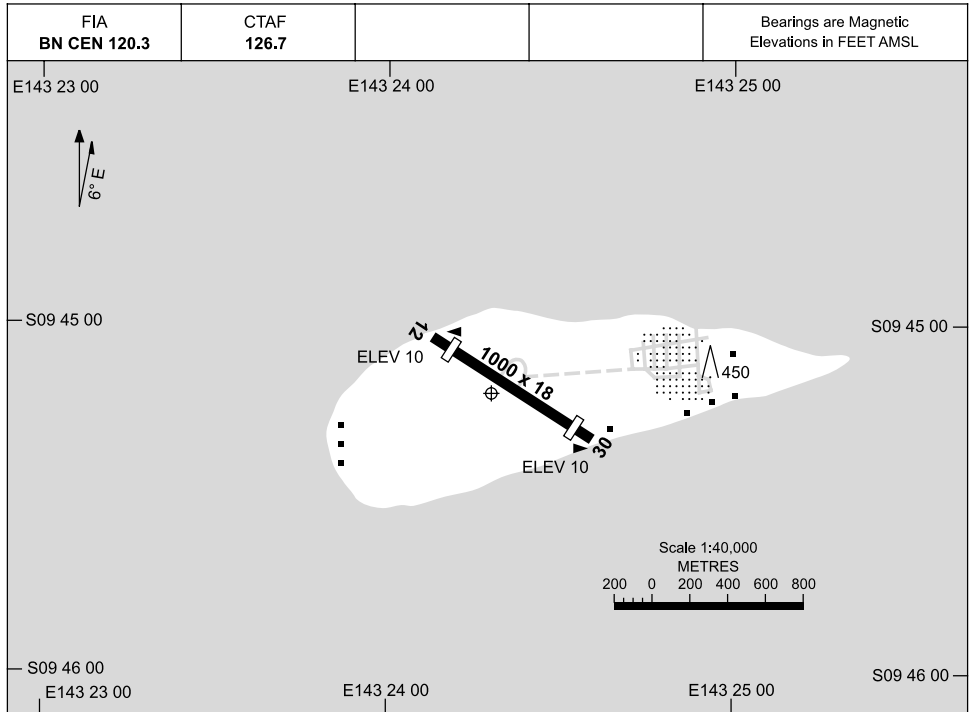 FIA
BN CEN 120.3
CTAF
126.7
Bearings are Magnetic
Elevations in FEET AMSL
E143 23 00
E143 24 00
E143 25 00
6° E
S09 45 00
S09 45 00
12
ELEV 10
1000 x 18
450
30
ELEV 10
Scale 1:40,000
METRES
200 0 200 400 600 800
S09 46 00
S09 46 00
E143 23 00
E143 24 00
E143 25 00